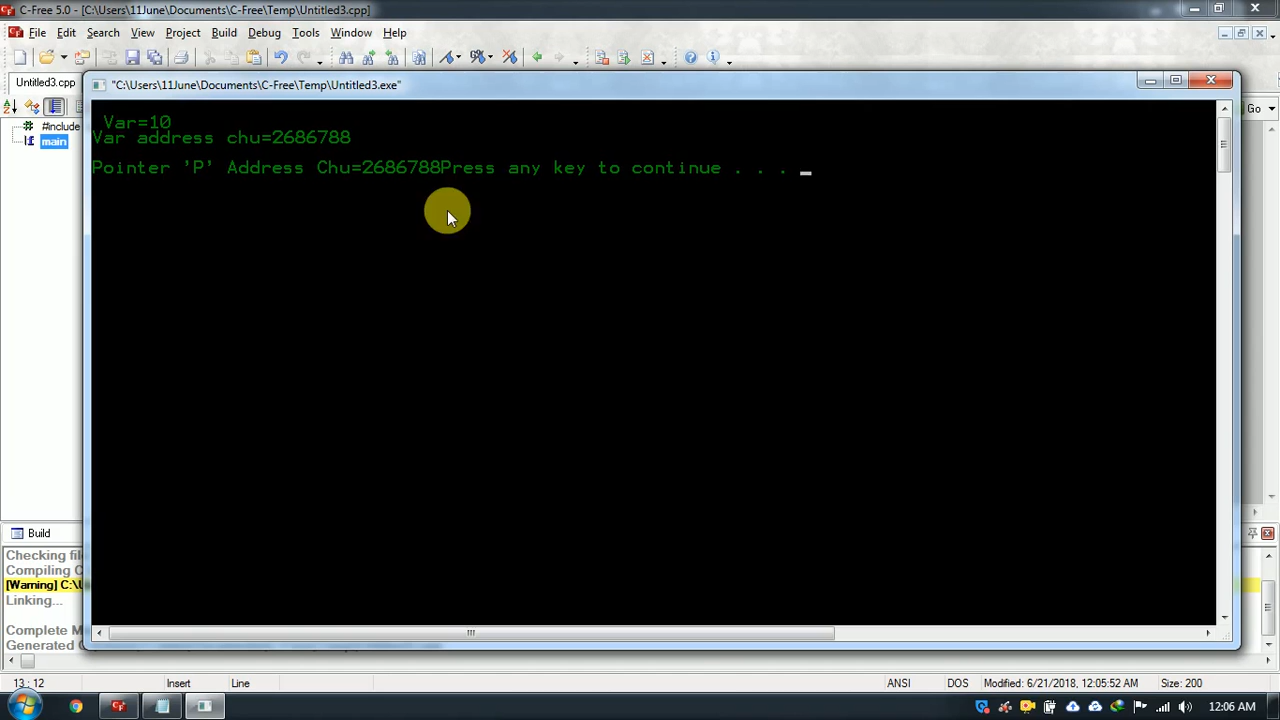 C-Free 5.0 - [C:\Users\11June\Documents\C-Free\Temp\Untitled3.cpp]
File Edit Search View Project Build Debug Tools Window Help
Untitled3.cpp
"C:\Users\11June\Documents\C-Free\Temp\Untitled3.exe"
Go
#include
main
Var=10
Var address chu=2686788
Pointer 'P' Address Chu=2686788Press any key to continue . . . _
Build
Checking fil
Compiling C
[Warning] C:\U
Linking...
Complete M
Generated C
13 : 12 Insert Line ANSI DOS Modified: 6/21/2018, 12:05:52 AM Size: 200
12:06 AM